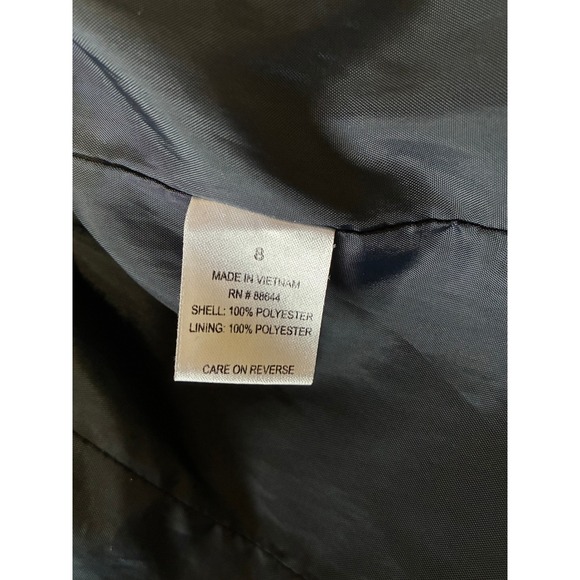 8
MADE IN VIETNAM
RN # 88644
SHELL: 100% POLYESTER
LINING: 100% POLYESTER
CARE ON REVERSE